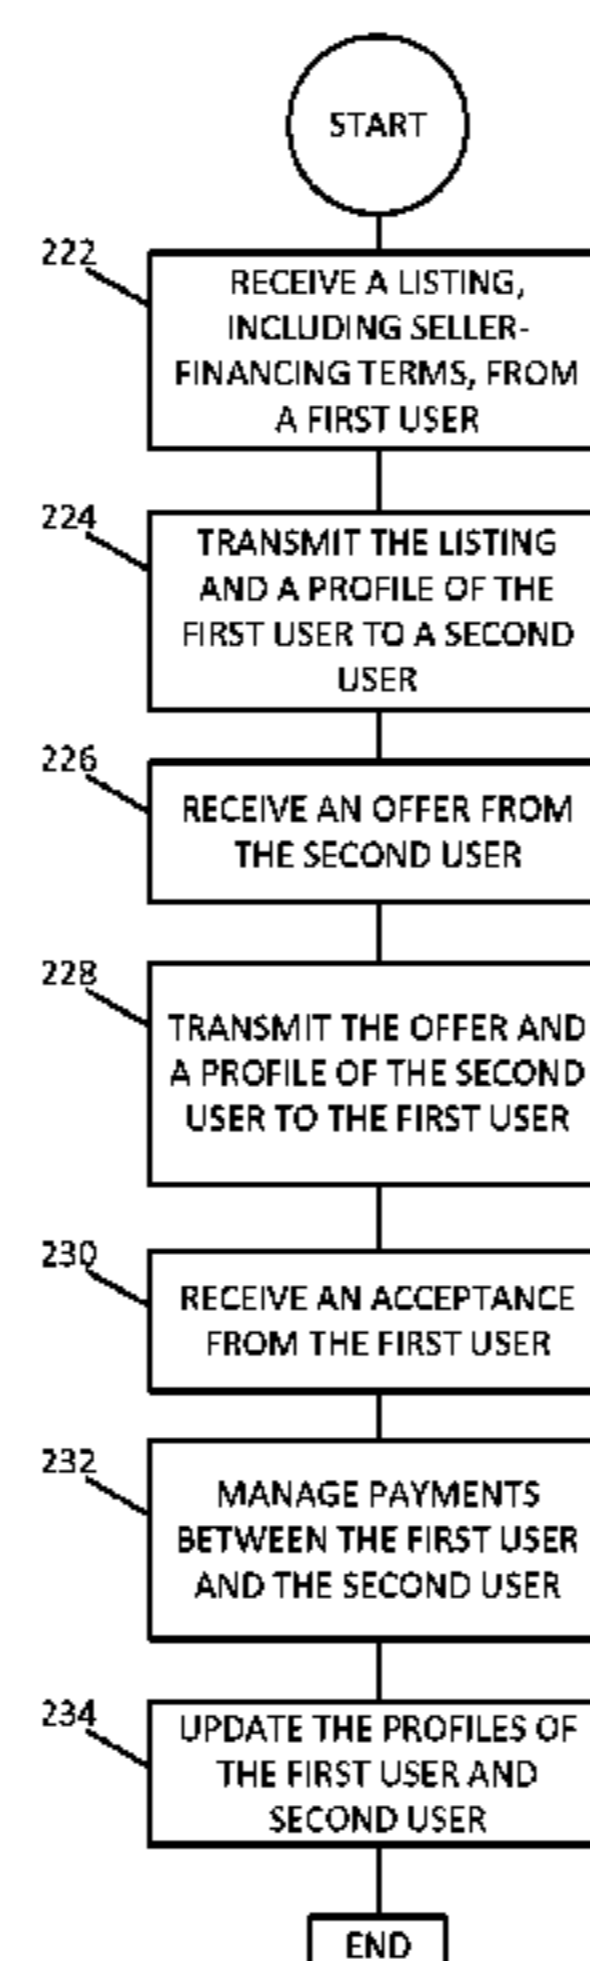 START
222
RECEIVE A LISTING,
INCLUDING SELLER-
FINANCING TERMS, FROM
A FIRST USER
224
TRANSMIT THE LISTING
AND A PROFILE OF THE
FIRST USER TO A SECOND
USER
226
RECEIVE AN OFFER FROM
THE SECOND USER
228
TRANSMIT THE OFFER AND
A PROFILE OF THE SECOND
USER TO THE FIRST USER
230
RECEIVE AN ACCEPTANCE
FROM THE FIRST USER
232
MANAGE PAYMENTS
BETWEEN THE FIRST USER
AND THE SECOND USER
234
UPDATE THE PROFILES OF
THE FIRST USER AND
SECOND USER
END